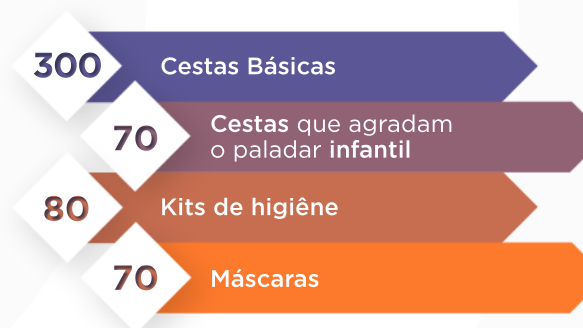 300 Cestas Básicas
70 Cestas que agradam
o paladar infantil
80 Kits de higiêne
70 Máscaras